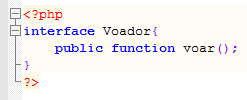 <?php
interface Voador{
public function voar();
}
?>